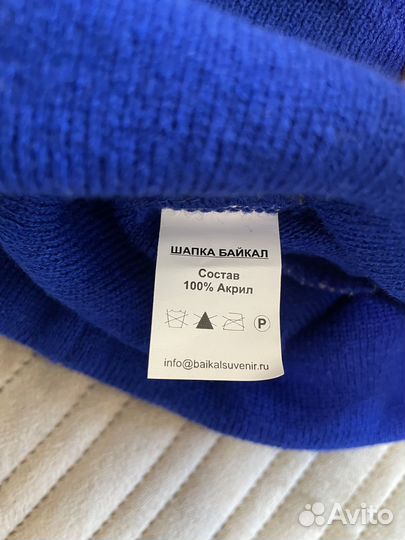 ШАПКА БАЙКАЛ
Состав
100% Акрил
P
info@baikalsuvenir.ru
Avito